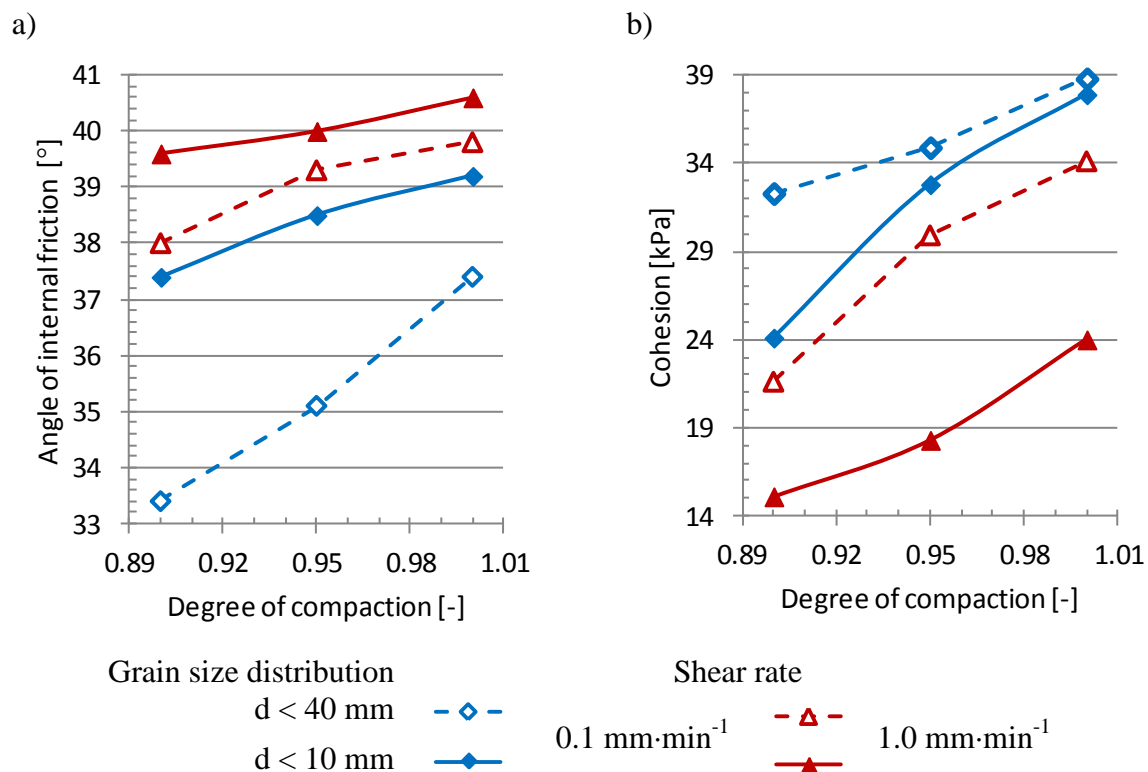 a)
Angle of internal friction [°]
41
40
39
38
37
36
35
34
33
0.89 0.92 0.95 0.98 1.01
Degree of compaction [-]
b)
Cohesion [kPa]
39
34
29
24
19
14
0.89 0.92 0.95 0.98 1.01
Degree of compaction [-]
Grain size distribution Shear rate
d < 40 mm
0.1 mm·min⁻¹ 1.0 mm·min⁻¹
d < 10 mm